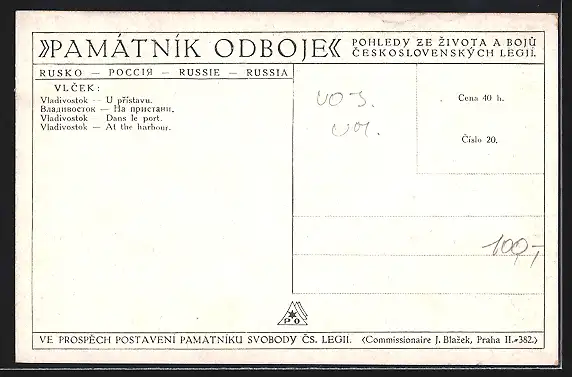 »PAMÁTNÍK ODBOJE«
POHLEDY ZE ŽIVOTA A BOJŮ
ČESKOSLOVENSKÝCH LEGIÍ.
RUSKO — РОССІЯ — RUSSIE — RUSSIA
VLČEK:
Vladivostok — U přístavu.
Владивосток — На пристани.
Vladivostok Dans le port.
Vladivostok — At the harbour.
Cena 40 h.
Číslo 20.
100,-
PO
VE PROSPĚCH POSTAVENÍ PAMÁTNÍKU SVOBODY ČS. LEGIÍ. (Commissionaire J. Blažek, Praha II.-382.)